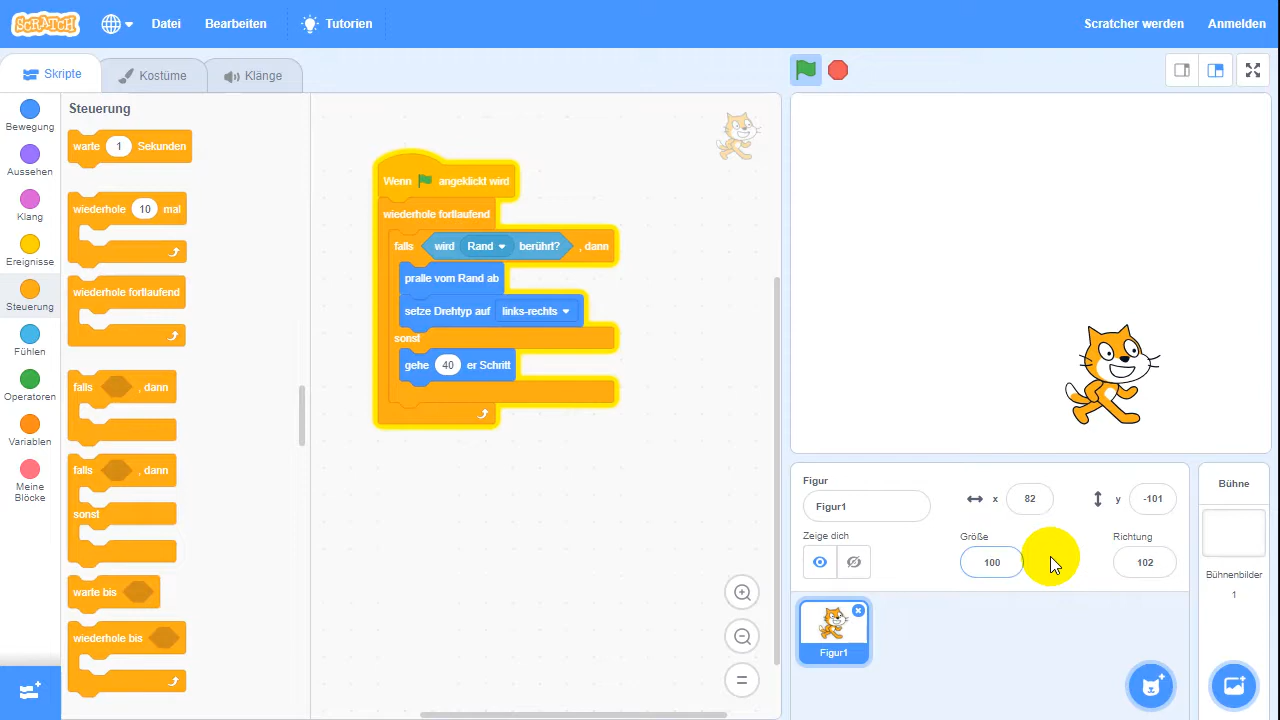 SCRATCH
Datei
Bearbeiten
Tutorien
Scratcher werden
Anmelden
Skripte
Kostüme
Klänge
Bewegung
Aussehen
Klang
Ereignisse
Steuerung
Fühlen
Operatoren
Variablen
Meine
Blöcke
Steuerung
warte 1 Sekunden
wiederhole 10 mal
wiederhole fortlaufend
falls , dann
falls , dann
sonst
warte bis
wiederhole bis
Wenn angeklickt wird
wiederhole fortlaufend
falls wird Rand berührt? , dann
pralle vom Rand ab
setze Drehtyp auf links-rechts
sonst
gehe 40 er Schritt
Figur
Figur1
x 82
y -101
Zeige dich
Größe
100
Richtung
102
Figur1
Bühne
Bühnenbilder
1